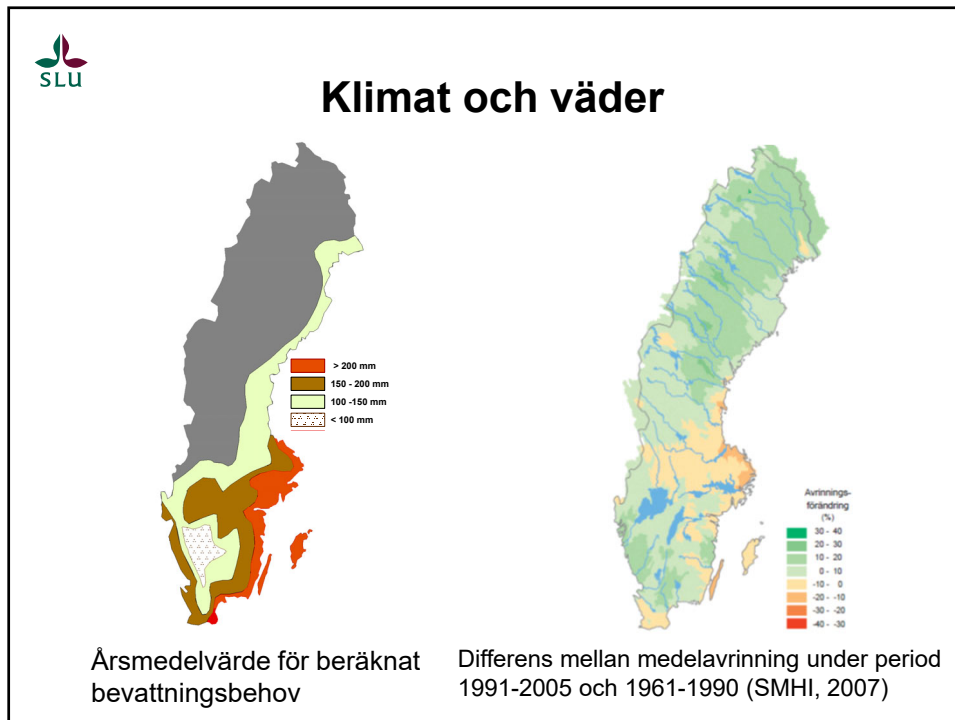 SLU
Klimat och väder
> 200 mm
150 - 200 mm
100 -150 mm
< 100 mm
Avrinnings-
förändring
(%)
30 - 40
20 - 30
10 - 20
0 - 10
-10 - 0
-20 - -10
-30 - -20
-40 - -30
Årsmedelvärde för beräknat
bevattningsbehov
Differens mellan medelavrinning under period
1991-2005 och 1961-1990 (SMHI, 2007)